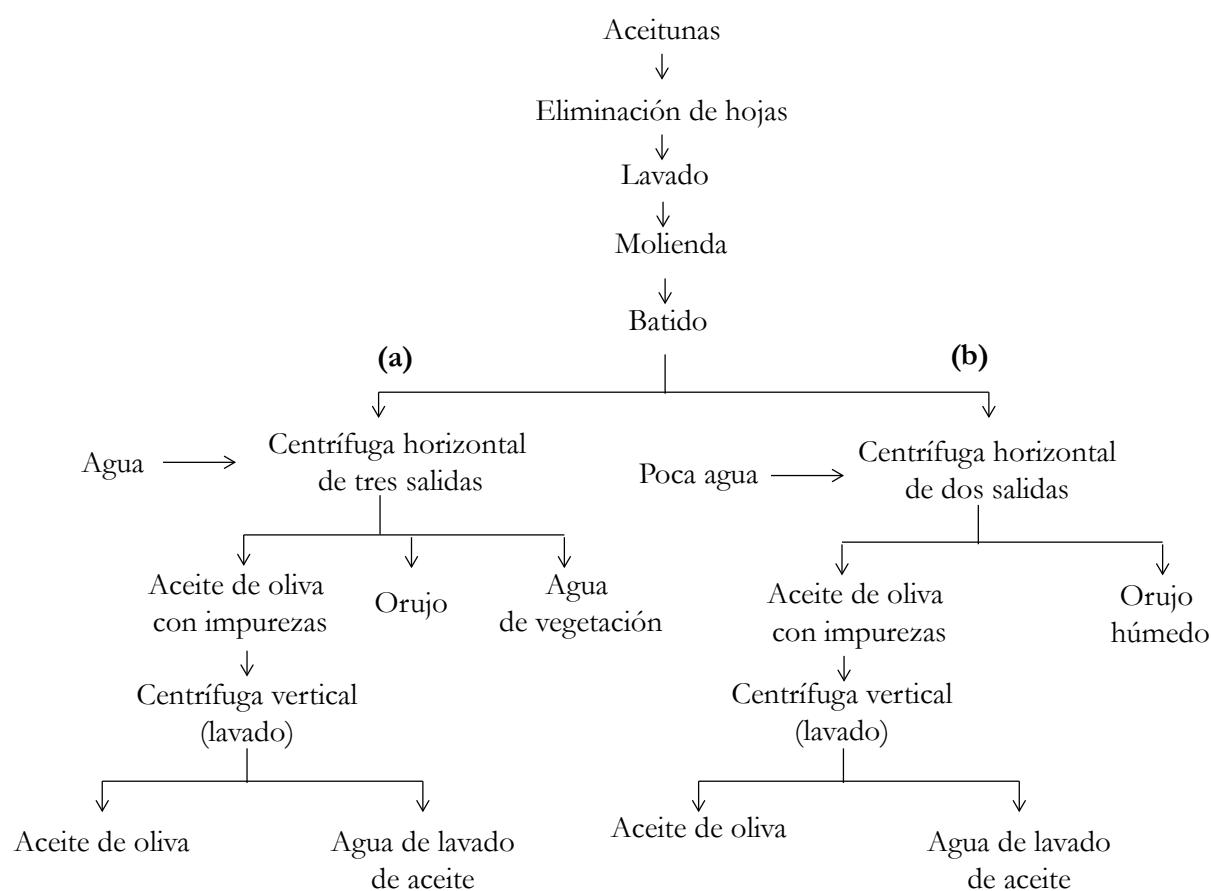 Aceitunas
Eliminación de hojas
Lavado
Molienda
Batido
(a)
(b)
Agua
Centrífuga horizontal
de tres salidas
Poca agua
Centrífuga horizontal
de dos salidas
Aceite de oliva
con impurezas
Orujo
Agua
de vegetación
Aceite de oliva
con impurezas
Orujo
húmedo
Centrífuga vertical
(lavado)
Centrífuga vertical
(lavado)
Aceite de oliva
Agua de lavado
de aceite
Aceite de oliva
Agua de lavado
de aceite